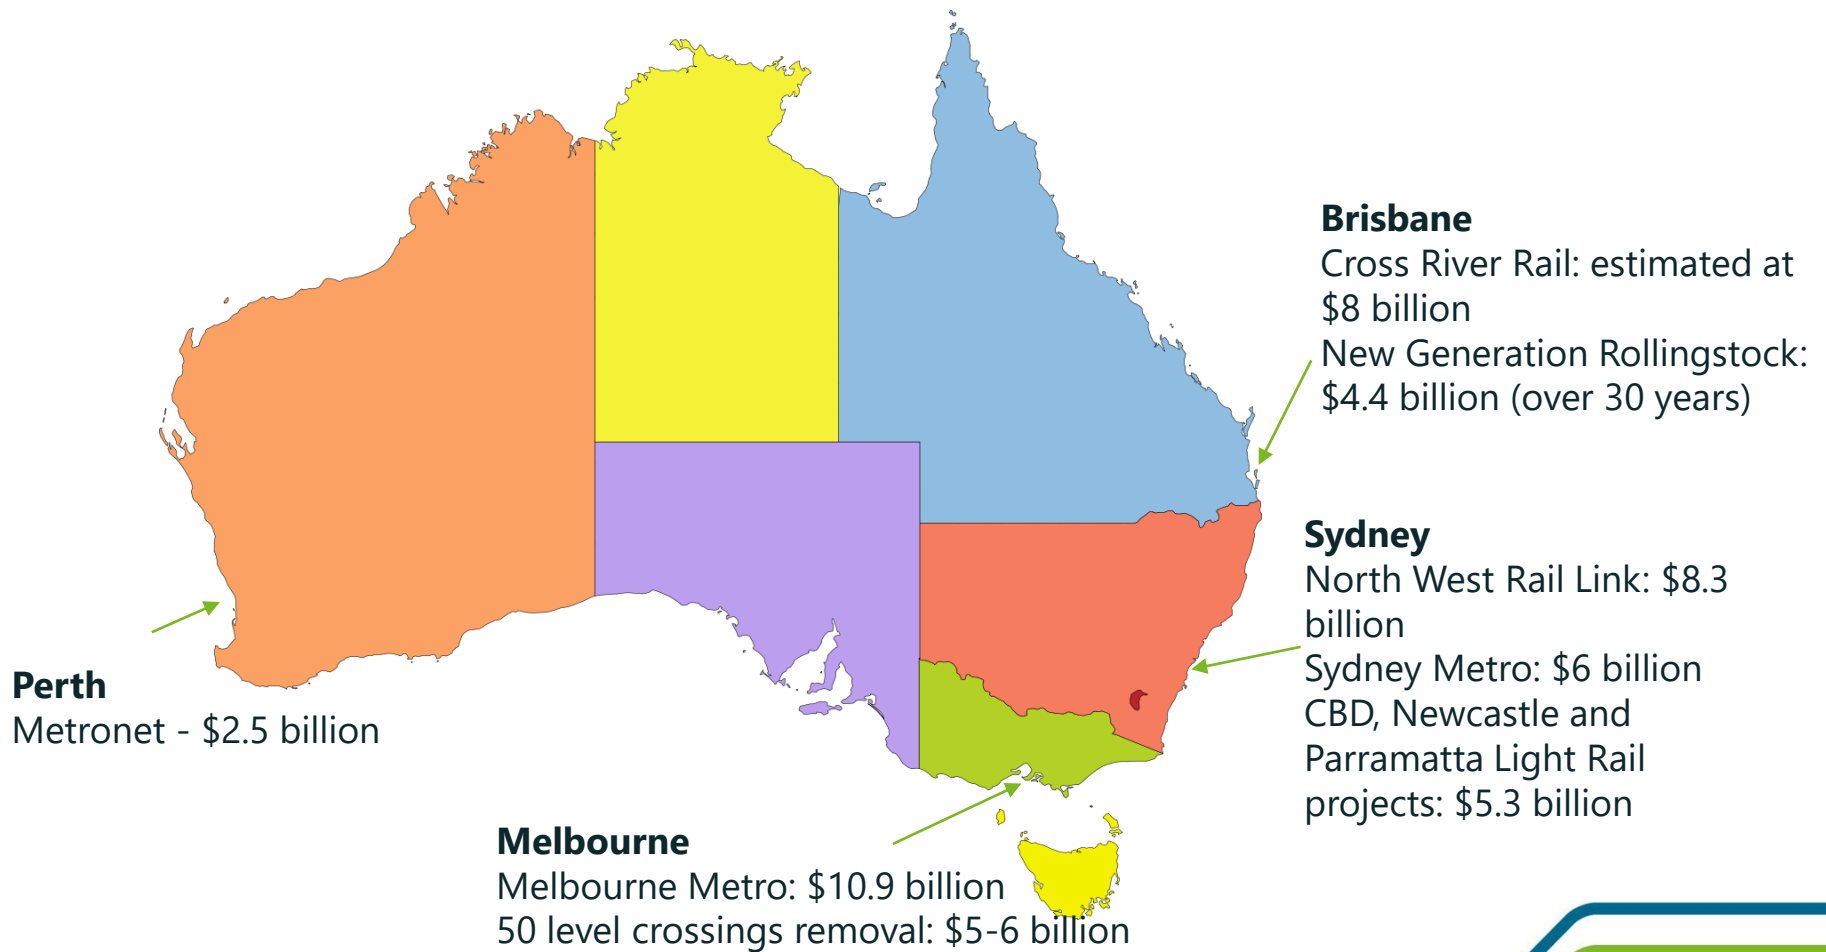 Brisbane
Cross River Rail: estimated at
$8 billion
New Generation Rollingstock:
$4.4 billion (over 30 years)
Sydney
North West Rail Link: $8.3
billion
Sydney Metro: $6 billion
CBD, Newcastle and
Parramatta Light Rail
projects: $5.3 billion
Perth
Metronet - $2.5 billion
Melbourne
Melbourne Metro: $10.9 billion
50 level crossings removal: $5-6 billion